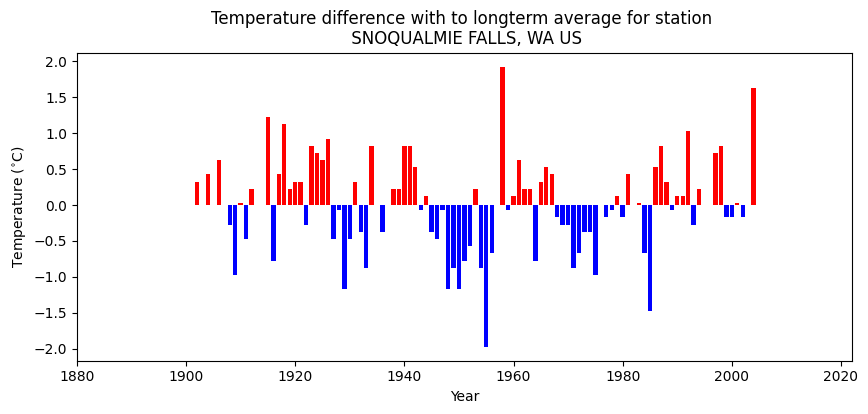 Temperature difference with to longterm average for station
SNOQUALMIE FALLS, WA US
2.0
1.5
1.0
0.5
0.0
−0.5
−1.0
−1.5
−2.0
Temperature (°C)
1880 1900 1920 1940 1960 1980 2000 2020
Year